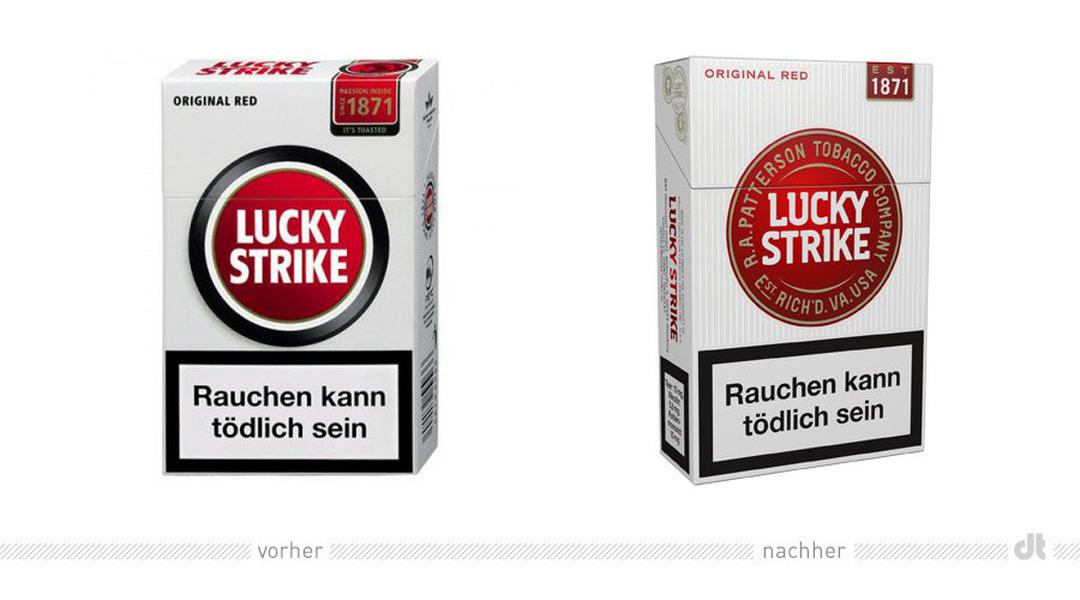 LUCKY
STRIKE
ORIGINAL RED
PASSION INSIDE
SINCE 1871
IT'S TOASTED
LUCKY
STRIKE
Rauchen kann
tödlich sein
ORIGINAL RED
EST
1871
R.A.PATTERSON TOBACCO COMPANY
LUCKY
STRIKE
EST. RICH'D. VA. USA
LUCKY STRIKE
Rauchen kann
tödlich sein
vorher
nachher
dt